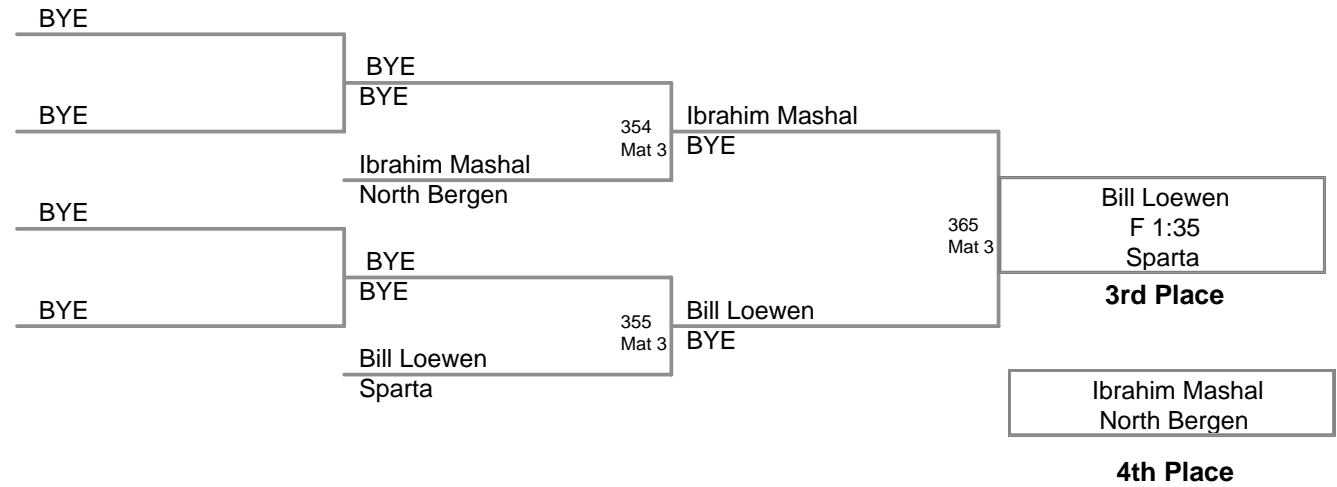 BYE
BYE
BYE
BYE
354
Mat 3
Ibrahim Mashal
BYE
Ibrahim Mashal
North Bergen
BYE
365
Mat 3
Bill Loewen
F 1:35
Sparta
3rd Place
BYE
BYE
BYE
355
Mat 3
Bill Loewen
BYE
Bill Loewen
Sparta
Ibrahim Mashal
North Bergen
4th Place